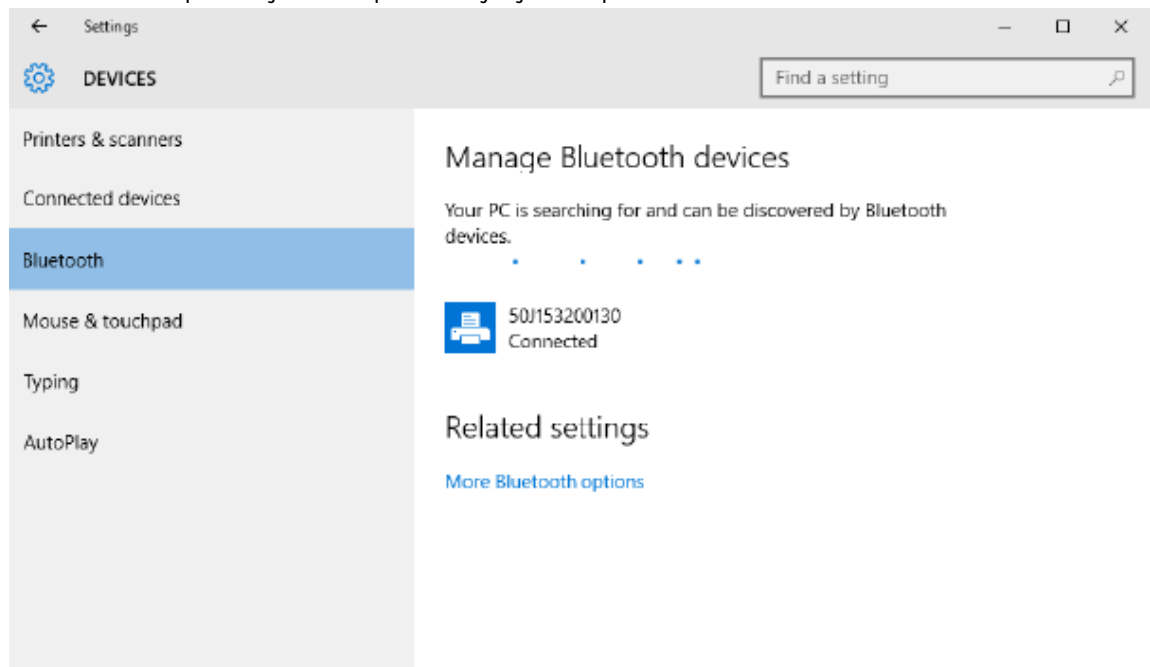 Settings
DEVICES
Find a setting
Printers & scanners
Connected devices
Bluetooth
Mouse & touchpad
Typing
AutoPlay
Manage Bluetooth devices
Your PC is searching for and can be discovered by Bluetooth
devices.
50J153200130
Connected
Related settings
More Bluetooth options